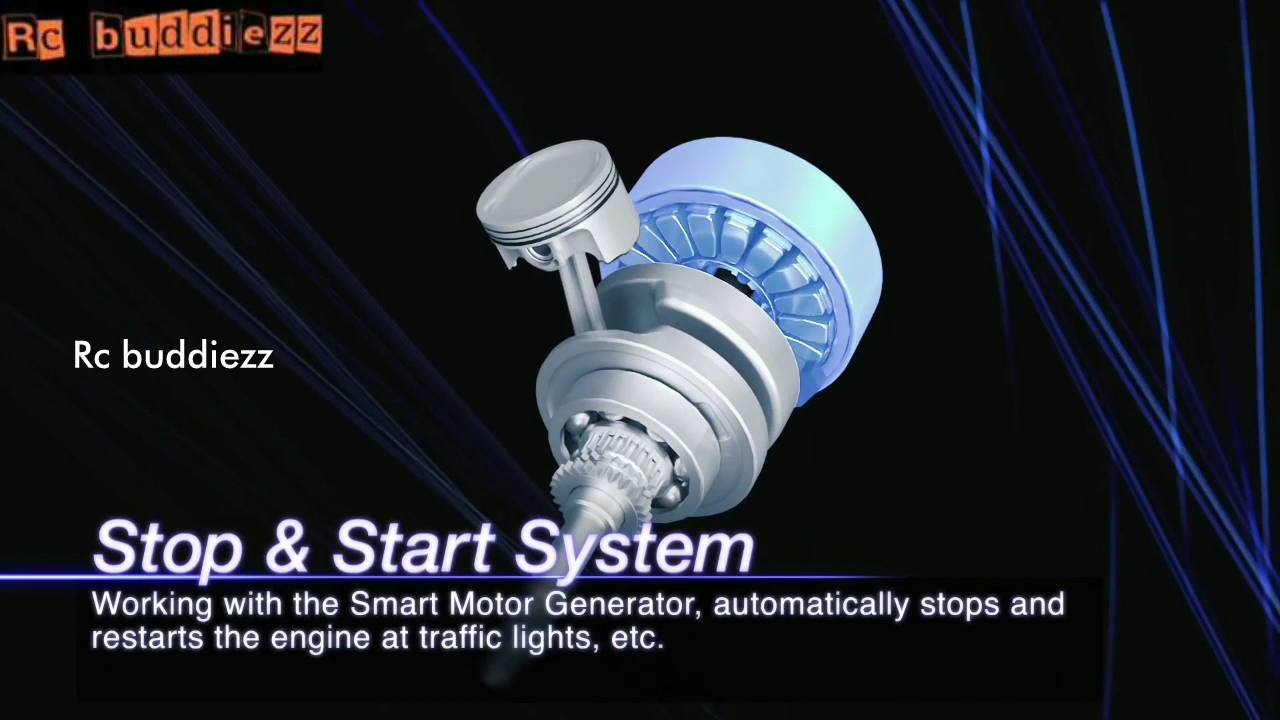 Rc buddiezz
Rc buddiezz
Stop & Start System
Working with the Smart Motor Generator, automatically stops and
restarts the engine at traffic lights, etc.